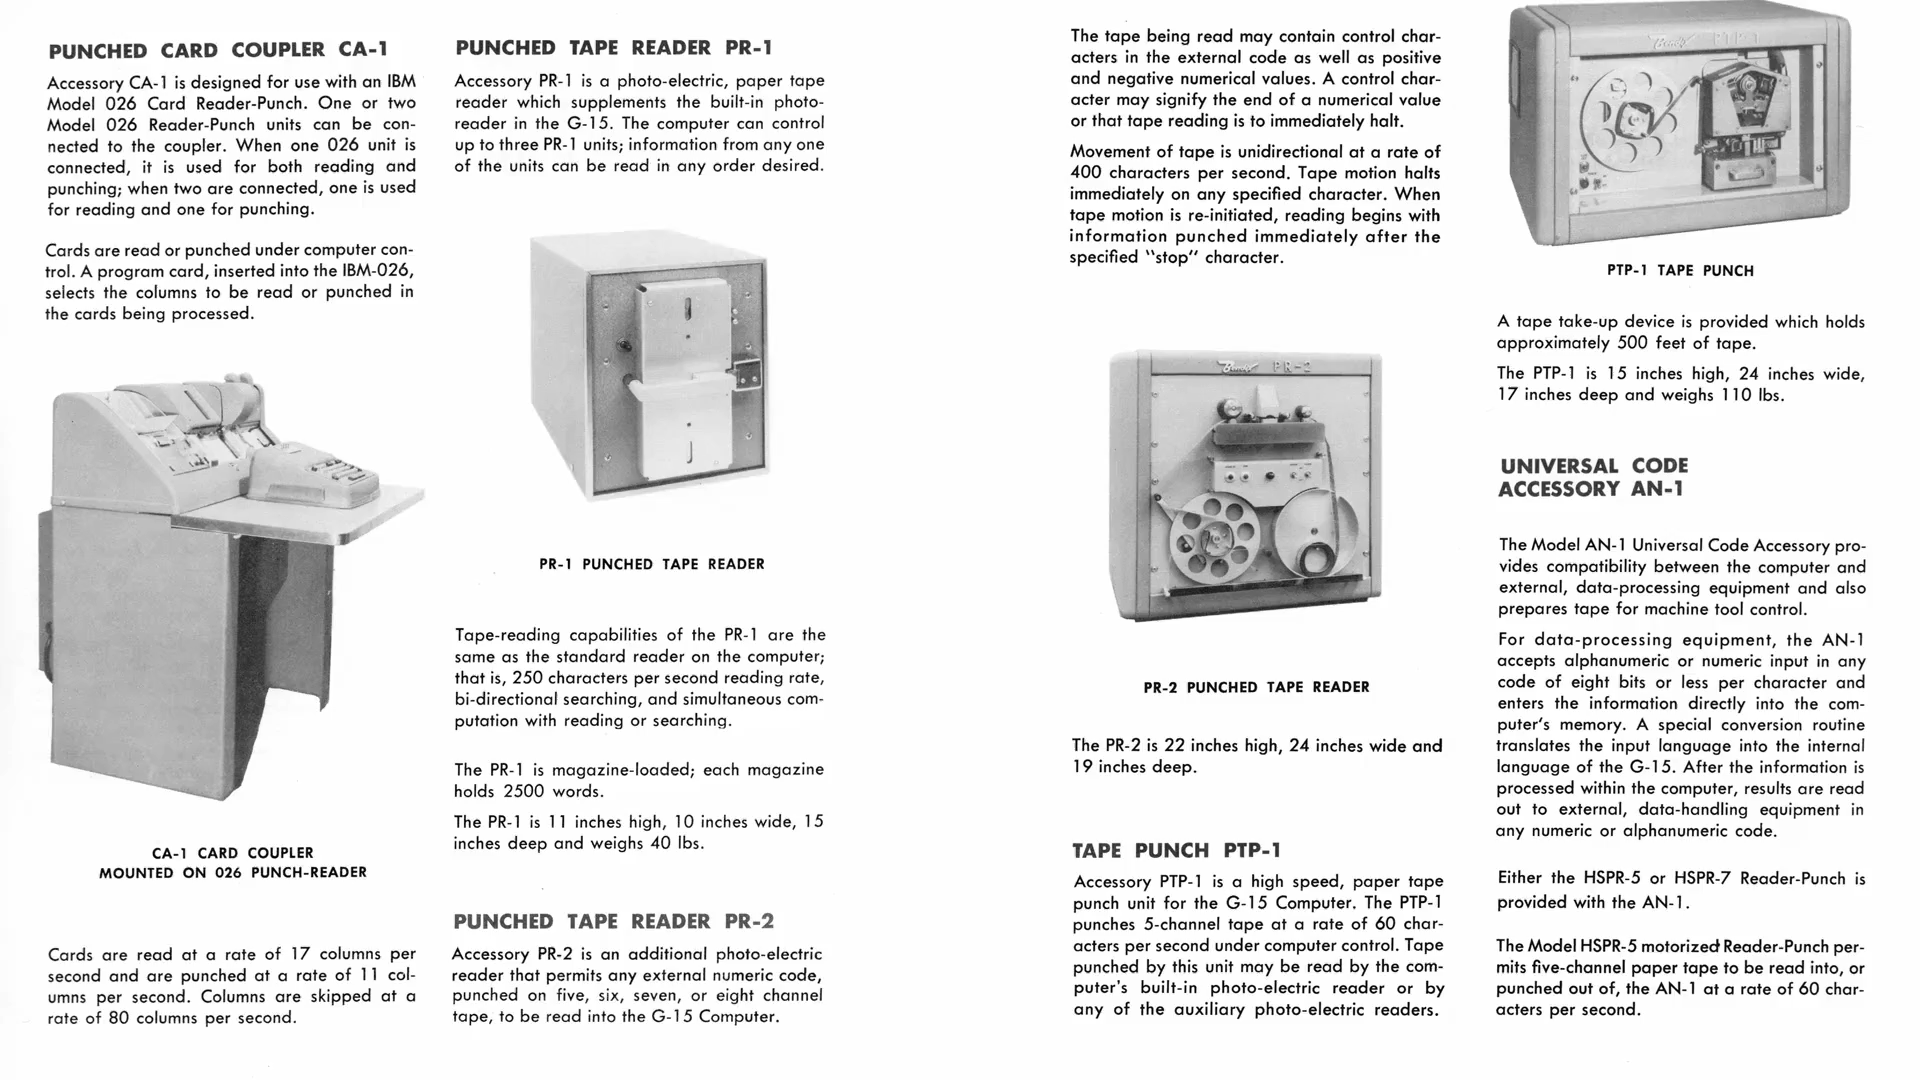 PUNCHED CARD COUPLER CA-1
Accessory CA-1 is designed for use with an IBM
Model 026 Card Reader-Punch. One or two
Model 026 Reader-Punch units can be con-
nected to the coupler. When one 026 unit is
connected, it is used for both reading and
punching; when two are connected, one is used
for reading and one for punching.
Cards are read or punched under computer con-
trol. A program card, inserted into the IBM-026,
selects the columns to be read or punched in
the cards being processed.
CA-1 CARD COUPLER
MOUNTED ON 026 PUNCH-READER
Cards are read at a rate of 17 columns per
second and are punched at a rate of 11 col-
umns per second. Columns are skipped at a
rate of 80 columns per second.
PUNCHED TAPE READER PR-1
Accessory PR-1 is a photo-electric, paper tape
reader which supplements the built-in photo-
reader in the G-15. The computer can control
up to three PR-1 units; information from any one
of the units can be read in any order desired.
PR-1 PUNCHED TAPE READER
Tape-reading capabilities of the PR-1 are the
same as the standard reader on the computer;
that is, 250 characters per second reading rate,
bi-directional searching, and simultaneous com-
putation with reading or searching.
The PR-1 is magazine-loaded; each magazine
holds 2500 words.
The PR-1 is 11 inches high, 10 inches wide, 15
inches deep and weighs 40 lbs.
PUNCHED TAPE READER PR-2
Accessory PR-2 is an additional photo-electric
reader that permits any external numeric code,
punched on five, six, seven, or eight channel
tape, to be read into the G-15 Computer.
The tape being read may contain control char-
acters in the external code as well as positive
and negative numerical values. A control char-
acter may signify the end of a numerical value
or that tape reading is to immediately halt.
Movement of tape is unidirectional at a rate of
400 characters per second. Tape motion halts
immediately on any specified character. When
tape motion is re-initiated, reading begins with
information punched immediately after the
specified "stop" character.
Bendix PR-2
PR-2 PUNCHED TAPE READER
The PR-2 is 22 inches high, 24 inches wide and
19 inches deep.
TAPE PUNCH PTP-1
Accessory PTP-1 is a high speed, paper tape
punch unit for the G-15 Computer. The PTP-1
punches 5-channel tape at a rate of 60 char-
acters per second under computer control. Tape
punched by this unit may be read by the com-
puter's built-in photo-electric reader or by
any of the auxiliary photo-electric readers.
Bendix PTP-1
PTP-1 TAPE PUNCH
A tape take-up device is provided which holds
approximately 500 feet of tape.
The PTP-1 is 15 inches high, 24 inches wide,
17 inches deep and weighs 110 lbs.
UNIVERSAL CODE
ACCESSORY AN-1
The Model AN-1 Universal Code Accessory pro-
vides compatibility between the computer and
external, data-processing equipment and also
prepares tape for machine tool control.
For data-processing equipment, the AN-1
accepts alphanumeric or numeric input in any
code of eight bits or less per character and
enters the information directly into the com-
puter's memory. A special conversion routine
translates the input language into the internal
language of the G-15. After the information is
processed within the computer, results are read
out to external, data-handling equipment in
any numeric or alphanumeric code.
Either the HSPR-5 or HSPR-7 Reader-Punch is
provided with the AN-1.
The Model HSPR-5 motorized Reader-Punch per-
mits five-channel paper tape to be read into, or
punched out of, the AN-1 at a rate of 60 char-
acters per second.